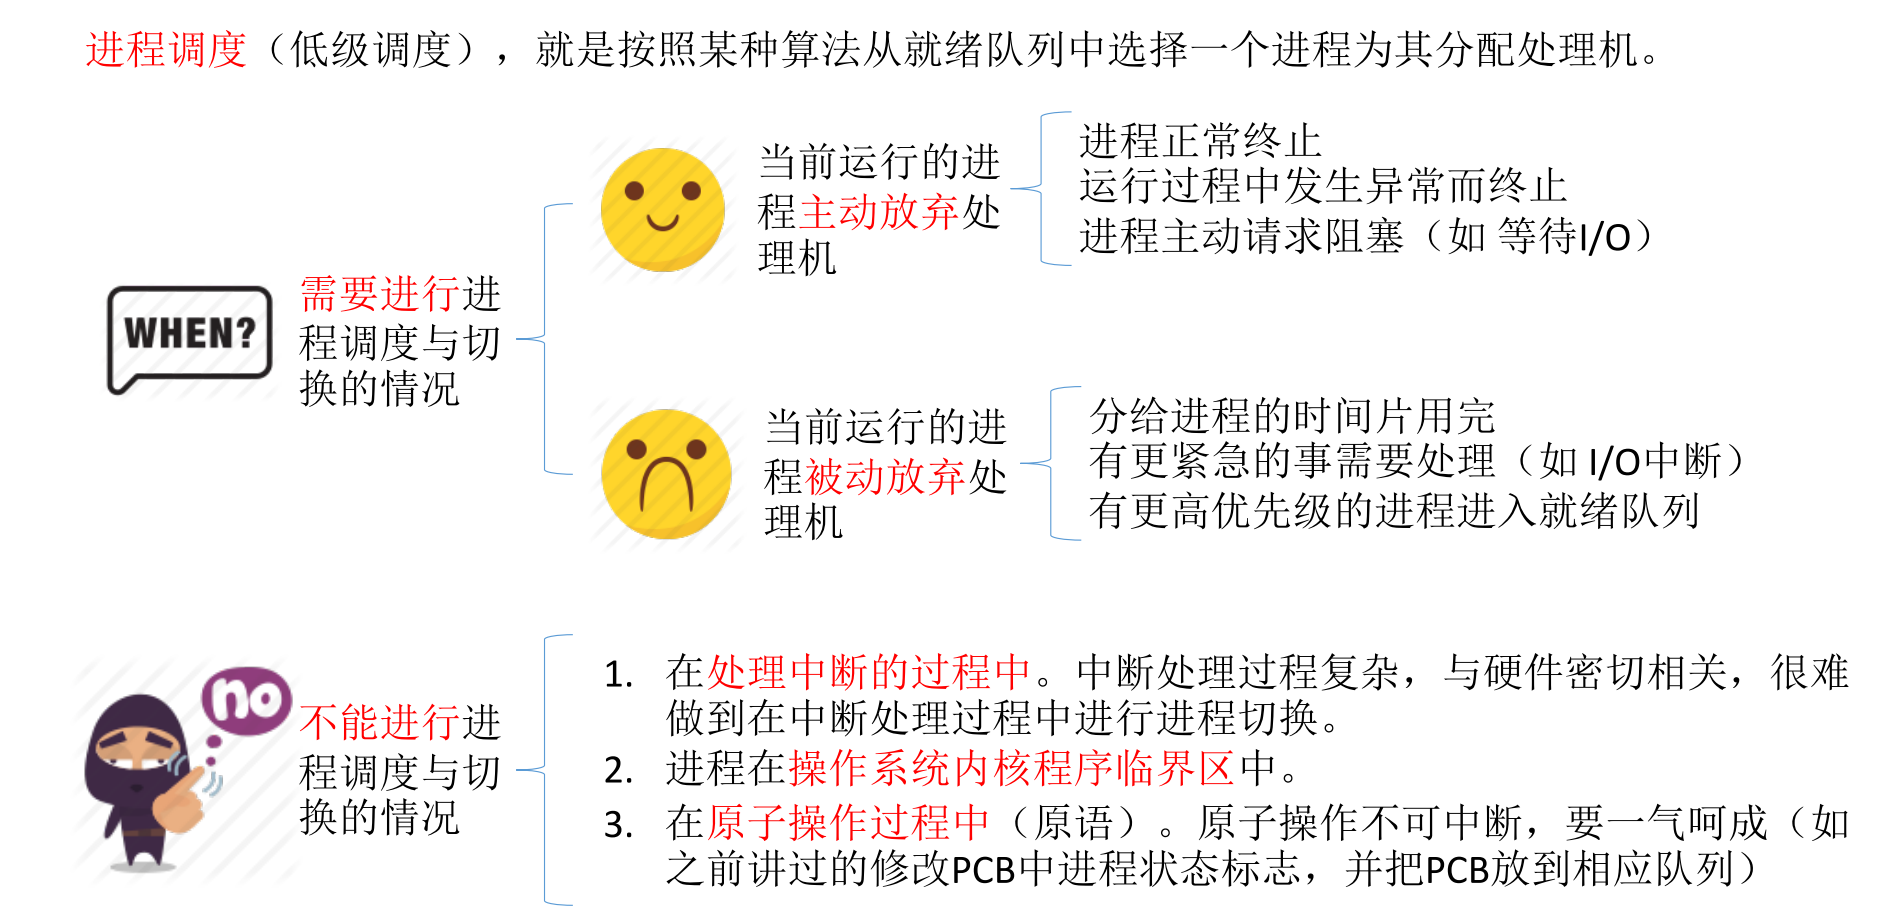 进程调度（低级调度），就是按照某种算法从就绪队列中选择一个进程为其分配处理机。
WHEN?
需要进行进
程调度与切
换的情况
当前运行的进
程主动放弃处
理机
进程正常终止
运行过程中发生异常而终止
进程主动请求阻塞（如 等待I/O）
当前运行的进
程被动放弃处
理机
分给进程的时间片用完
有更紧急的事需要处理（如 I/O中断）
有更高优先级的进程进入就绪队列
no
不能进行进
程调度与切
换的情况
1. 在处理中断的过程中。中断处理过程复杂，与硬件密切相关，很难
做到在中断处理过程中进行进程切换。
2. 进程在操作系统内核程序临界区中。
3. 在原子操作过程中（原语）。原子操作不可中断，要一气呵成（如
之前讲过的修改PCB中进程状态标志，并把PCB放到相应队列）